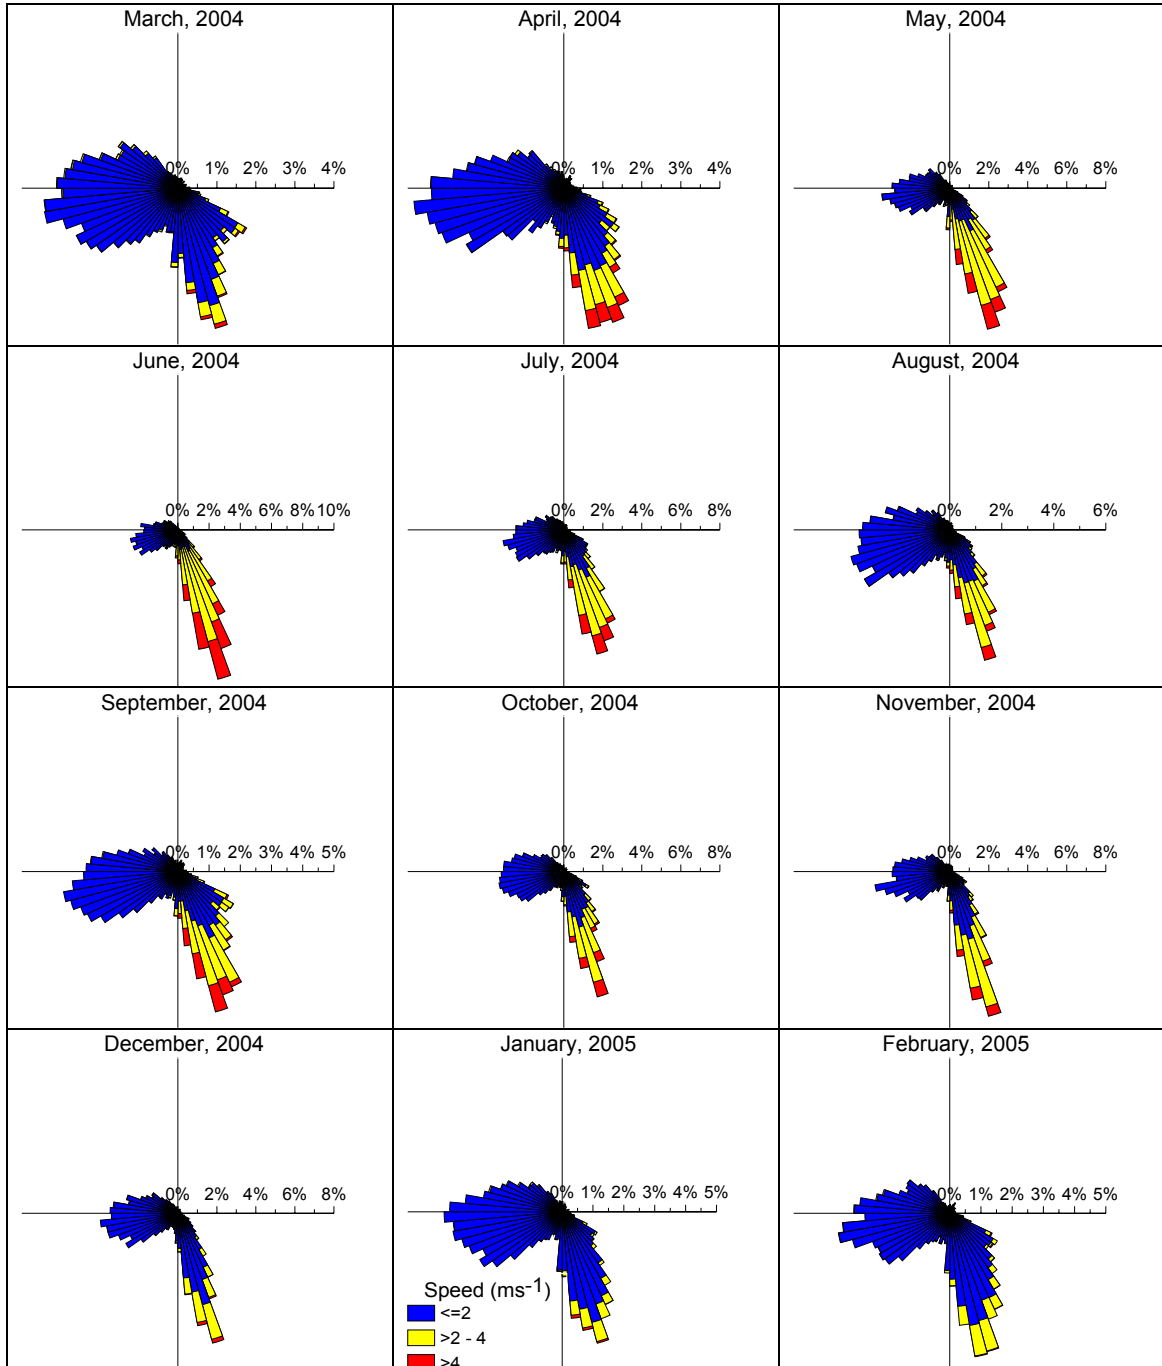 March, 2004
April, 2004
May, 2004
0% 1% 2% 3% 4%
0% 1% 2% 3% 4%
0% 2% 4% 6% 8%
June, 2004
July, 2004
August, 2004
0% 2% 4% 6% 8% 10%
0% 2% 4% 6% 8%
0% 2% 4% 6%
September, 2004
October, 2004
November, 2004
0% 1% 2% 3% 4% 5%
0% 2% 4% 6% 8%
0% 2% 4% 6% 8%
December, 2004
January, 2005
February, 2005
0% 2% 4% 6% 8%
0% 1% 2% 3% 4% 5%
0% 1% 2% 3% 4% 5%
Speed (ms⁻¹)
<=2
>2 - 4
>4